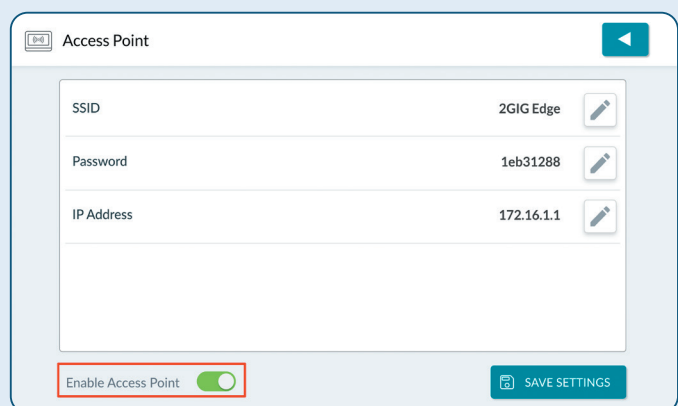 Access Point
SSID 2GIG Edge
Password 1eb31288
IP Address 172.16.1.1
Enable Access Point SAVE SETTINGS